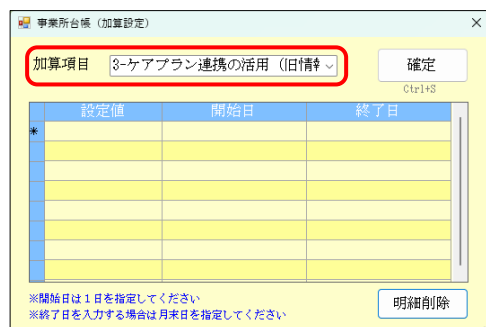 事業所台帳（加算設定）
加算項目 3-ケアプラン連携の活用（旧情
確定
Ctrl+S
設定値 開始日 終了日
*
※開始日は１日を指定してください
※終了日を入力する場合は月末日を指定してください
明細削除